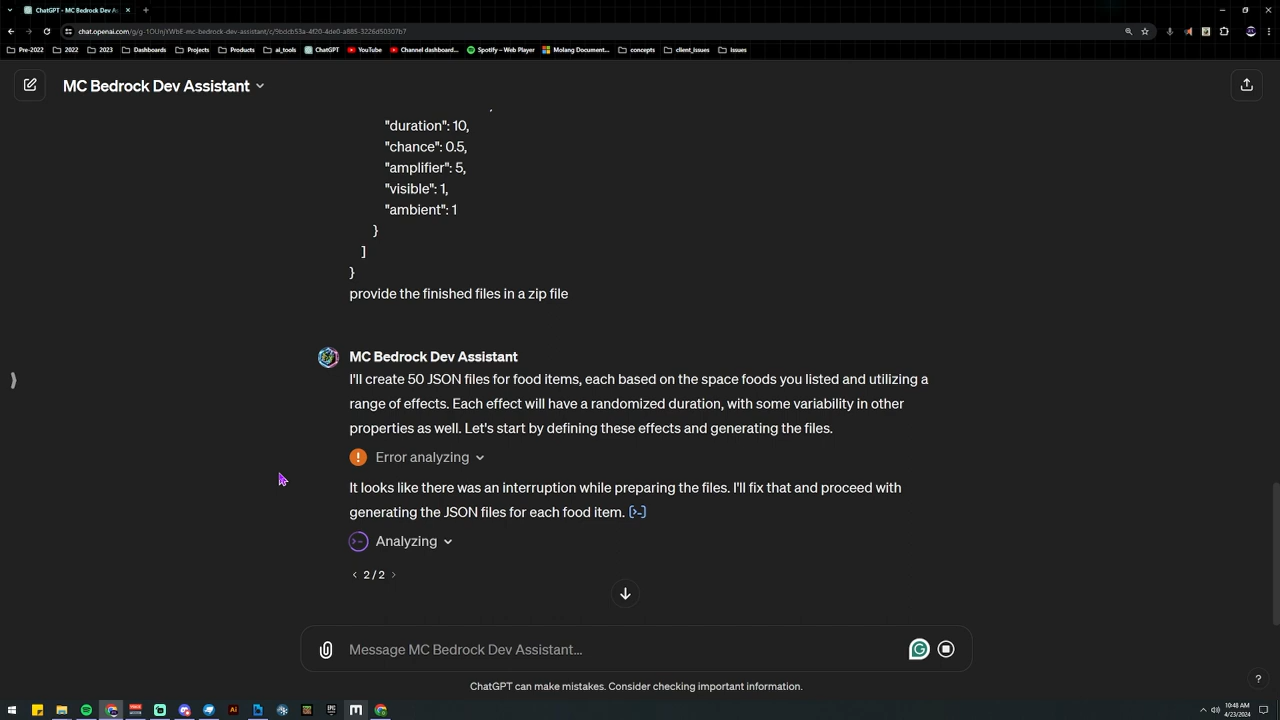 ChatGPT - MC Bedrock Dev As
chat.openai.com/g/g-1OUnjYWbE-mc-bedrock-dev-assistant/c/9bdcb53a-4f20-4de0-a885-3226d50307b7
Pre-2022 2022 2023 Dashboards Projects Products ai_tools ChatGPT YouTube Channel dashboard... Spotify – Web Player Molang Document... concepts client_issues issues
MC Bedrock Dev Assistant
"duration": 10,
"chance": 0.5,
"amplifier": 5,
"visible": 1,
"ambient": 1
}
]
}
provide the finished files in a zip file
MC Bedrock Dev Assistant
I'll create 50 JSON files for food items, each based on the space foods you listed and utilizing a
range of effects. Each effect will have a randomized duration, with some variability in other
properties as well. Let's start by defining these effects and generating the files.
Error analyzing
It looks like there was an interruption while preparing the files. I'll fix that and proceed with
generating the JSON files for each food item. [>-]
Analyzing
2 / 2
Message MC Bedrock Dev Assistant...
ChatGPT can make mistakes. Consider checking important information.
?
10:48 AM
4/23/2024